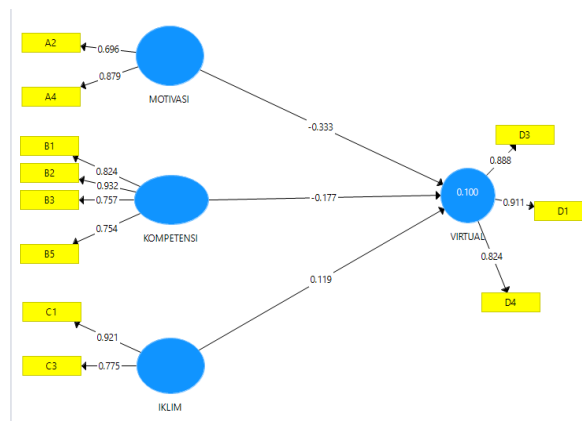 A2
0.696
A4
0.879
MOTIVASI
-0.333
B1
0.824
B2
0.932
B3
0.757
B5
0.754
KOMPETENSI
-0.177
C1
0.921
C3
0.775
IKLIM
0.119
0.100
VIRTUAL
D3
0.888
D1
0.911
D4
0.824